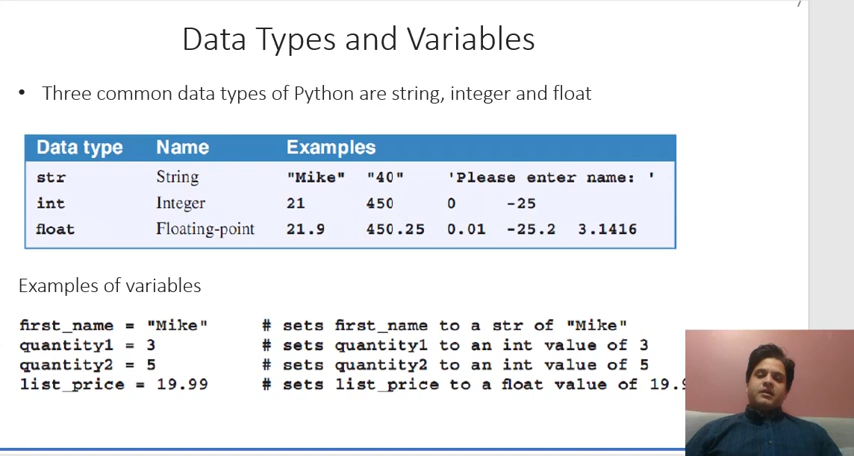 Data Types and Variables
• Three common data types of Python are string, integer and float
Data type Name Examples
str String "Mike" "40" 'Please enter name: '
int Integer 21 450 0 -25
float Floating-point 21.9 450.25 0.01 -25.2 3.1416
Examples of variables
first_name = "Mike" # sets first_name to a str of "Mike"
quantity1 = 3 # sets quantity1 to an int value of 3
quantity2 = 5 # sets quantity2 to an int value of 5
list_price = 19.99 # sets list_price to a float value of 19.9